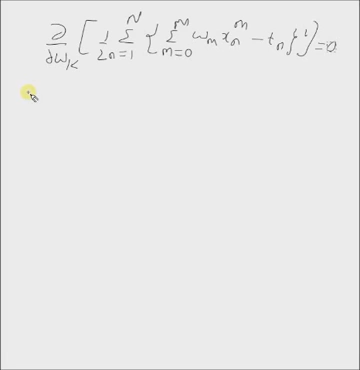 ∂/∂w_K [ 1/2 Σ_{n=1}^{N} { Σ_{m=0}^{M} w_m x_n^m − t_n }² ] = 0